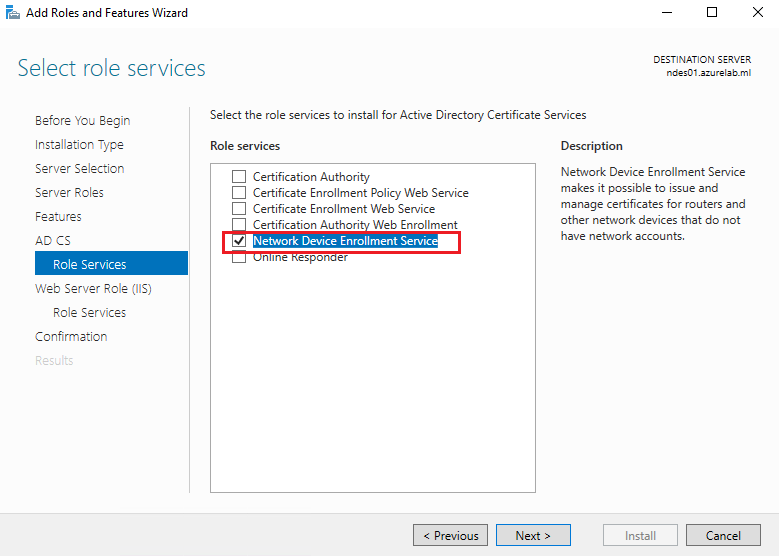 Add Roles and Features Wizard
Select role services
DESTINATION SERVER
ndes01.azurelab.ml
Before You Begin
Installation Type
Server Selection
Server Roles
Features
AD CS
Role Services
Web Server Role (IIS)
Role Services
Confirmation
Results
Select the role services to install for Active Directory Certificate Services
Role services
Certification Authority
Certificate Enrollment Policy Web Service
Certificate Enrollment Web Service
Certification Authority Web Enrollment
Network Device Enrollment Service
Online Responder
Description
Network Device Enrollment Service
makes it possible to issue and
manage certificates for routers and
other network devices that do not
have network accounts.
< Previous
Next >
Install
Cancel